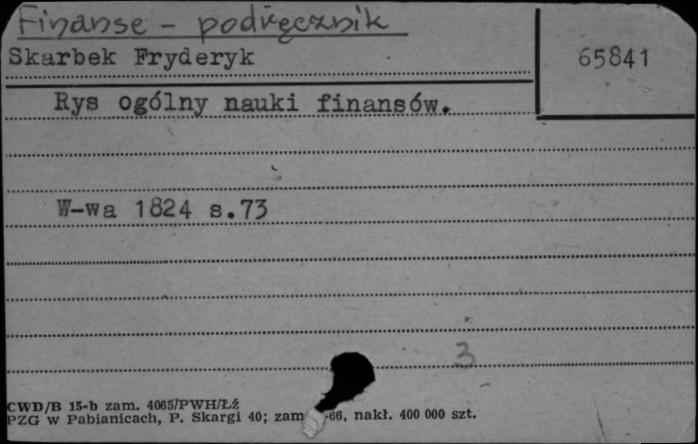 Finanse - podręcznik
Skarbek Fryderyk
65841
Rys ogólny nauki finansów.
W-wa 1824 s.73
3
CWD/B 15-b zam. 4065/PWH/Łź
PZG w Pabianicach, P. Skargi 40; zam -66, nakł. 400 000 szt.